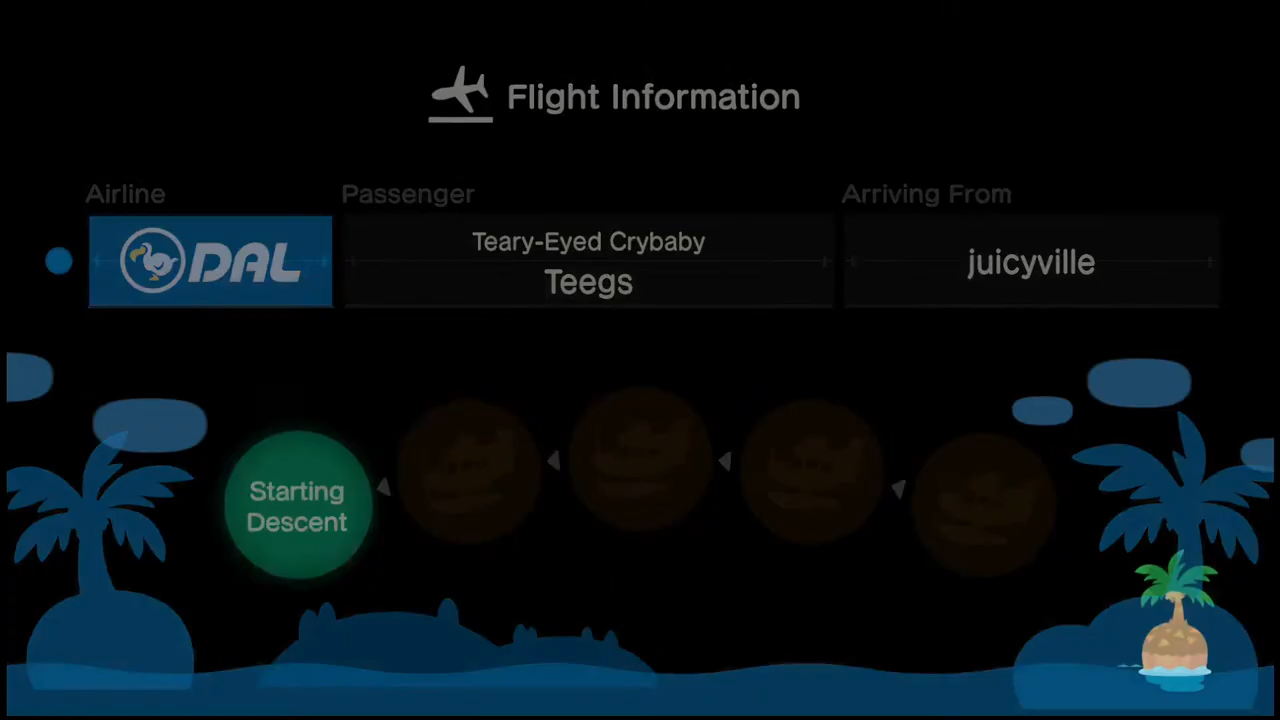 Flight Information
Airline
Passenger
Arriving From
DAL
Teary-Eyed Crybaby
Teegs
juicyville
Starting
Descent